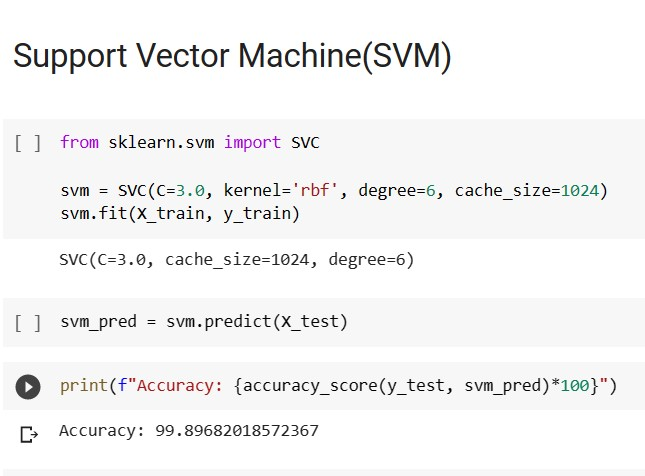 Support Vector Machine(SVM)
[ ] from sklearn.svm import SVC
svm = SVC(C=3.0, kernel='rbf', degree=6, cache_size=1024)
svm.fit(X_train, y_train)
SVC(C=3.0, cache_size=1024, degree=6)
[ ] svm_pred = svm.predict(X_test)
print(f"Accuracy: {accuracy_score(y_test, svm_pred)*100}")
Accuracy: 99.89682018572367